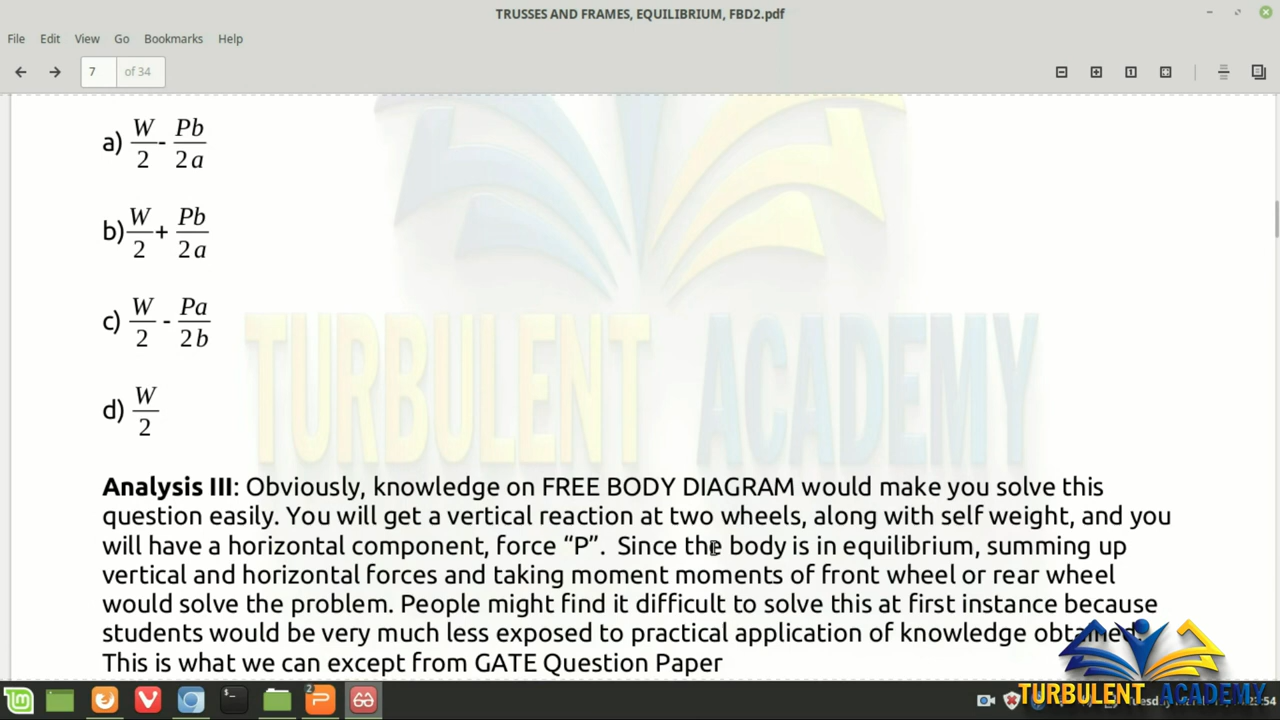 TRUSSES AND FRAMES, EQUILIBRIUM, FBD2.pdf
File Edit View Go Bookmarks Help
7 of 34
a) W/2 - Pb/2a
b) W/2 + Pb/2a
c) W/2 - Pa/2b
d) W/2
TURBULENT ACADEMY
Analysis III: Obviously, knowledge on FREE BODY DIAGRAM would make you solve this
question easily. You will get a vertical reaction at two wheels, along with self weight, and you
will have a horizontal component, force “P”. Since the body is in equilibrium, summing up
vertical and horizontal forces and taking moment moments of front wheel or rear wheel
would solve the problem. People might find it difficult to solve this at first instance because
students would be very much less exposed to practical application of knowledge obtained.
This is what we can except from GATE Question Paper
TURBULENT ACADEMY